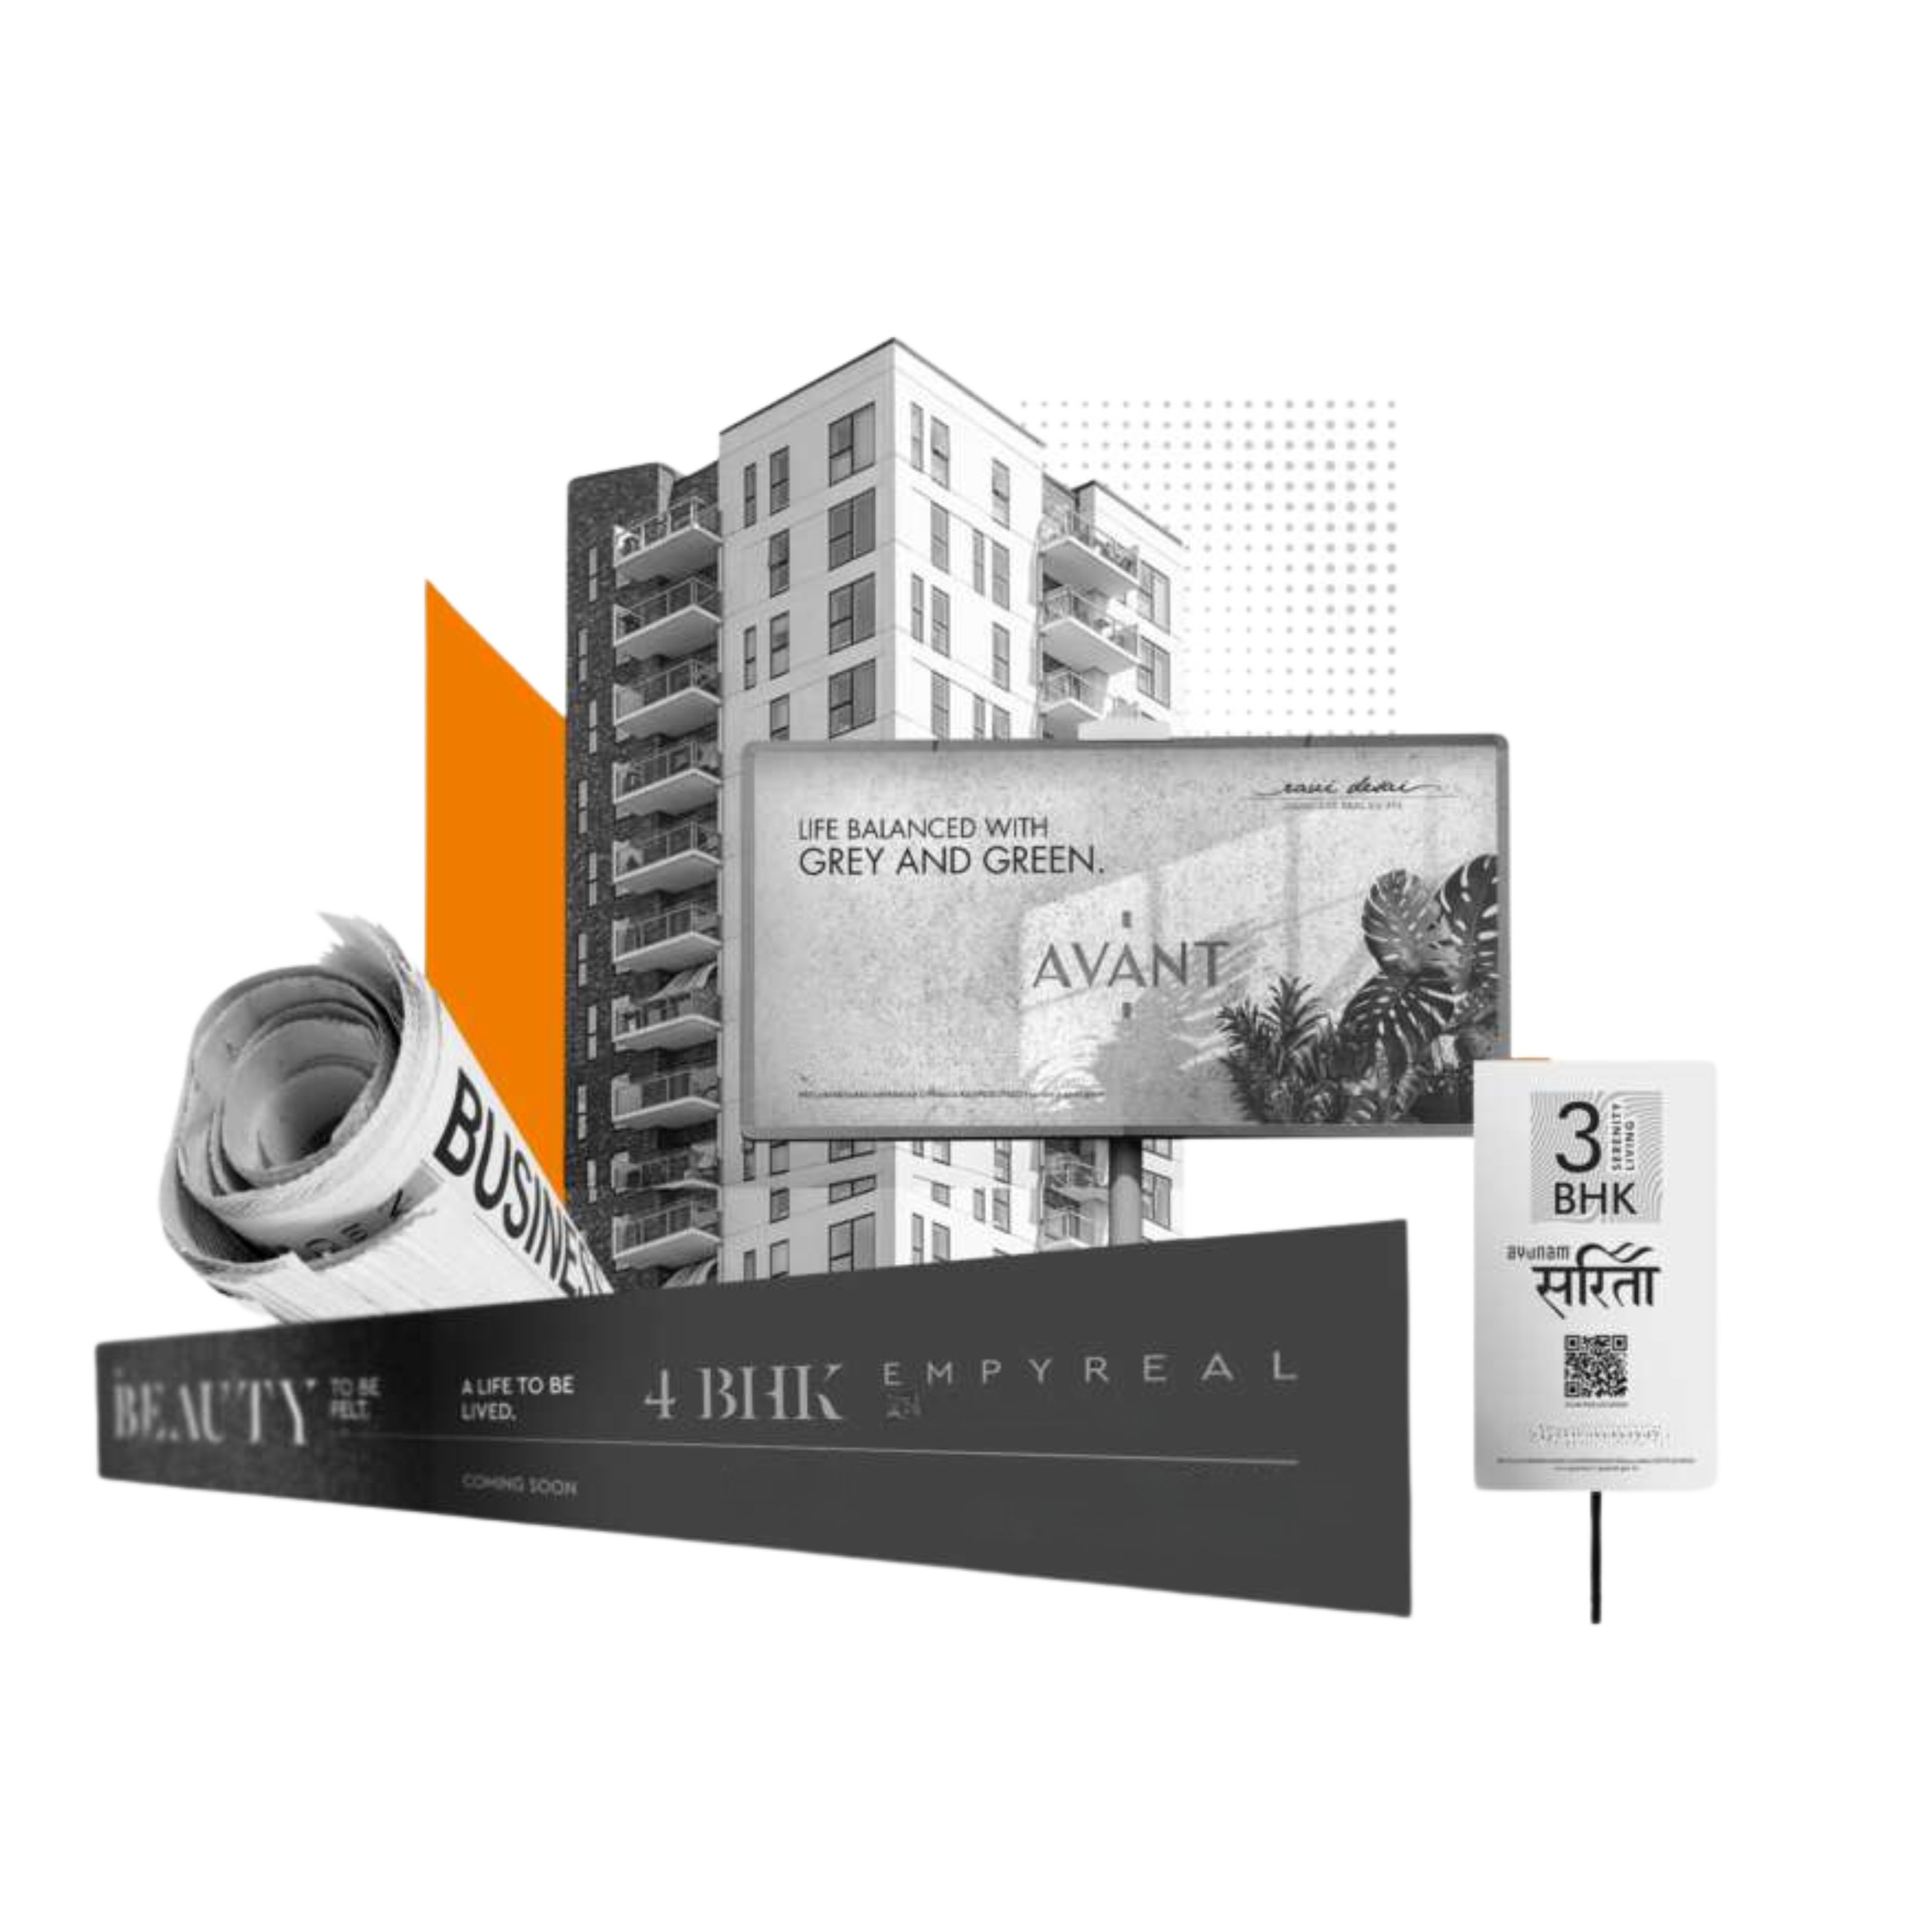 LIFE BALANCED WITH
GREY AND GREEN.
AVANT
BUSINE
3
BHK
SERENITY
LIVING
avunam
सरिता
BEAUTY TO BE
FELT.
A LIFE TO BE
LIVED.
4 BHK EMPYREAL
COMING SOON